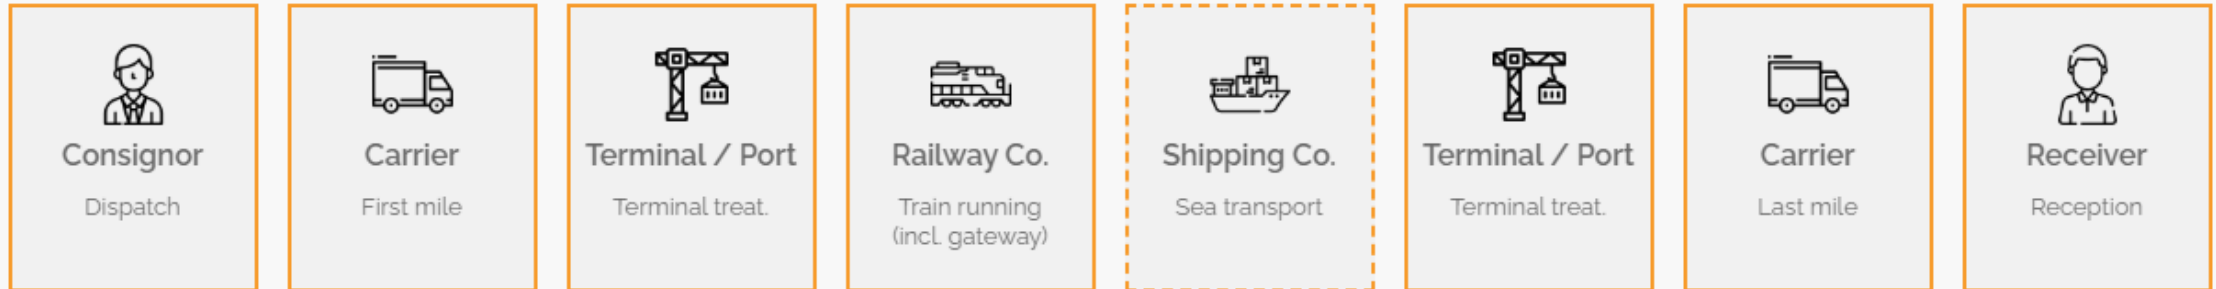 Consignor
Dispatch
Carrier
First mile
Terminal / Port
Terminal treat.
Railway Co.
Train running
(incl. gateway)
Shipping Co.
Sea transport
Terminal / Port
Terminal treat.
Carrier
Last mile
Receiver
Reception